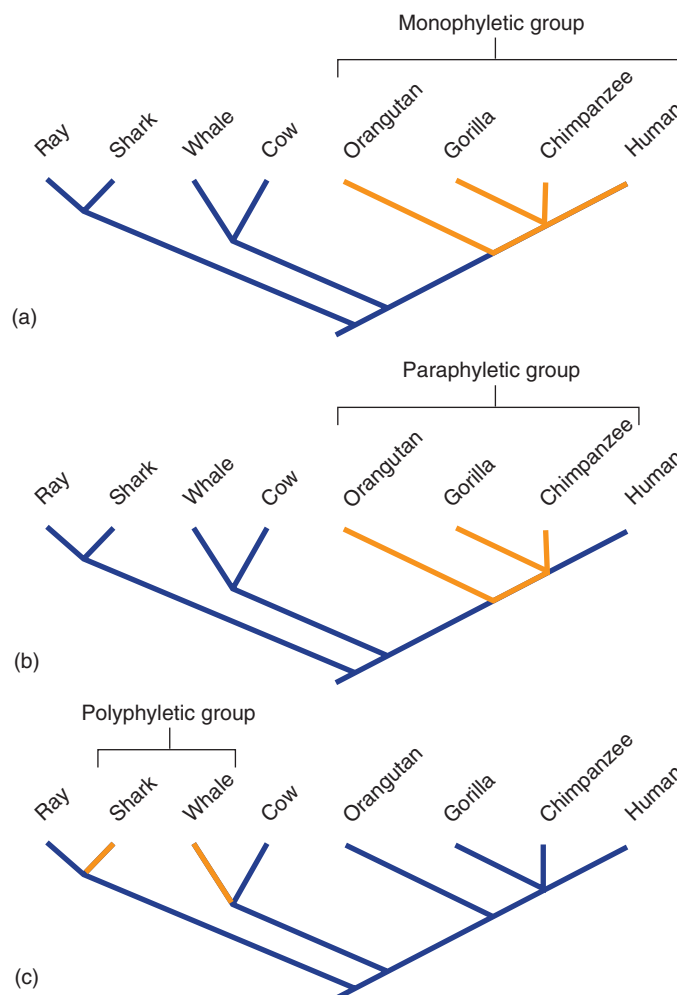 Monophyletic group
Ray Shark Whale Cow Orangutan Gorilla Chimpanzee Human
(a)
Paraphyletic group
Ray Shark Whale Cow Orangutan Gorilla Chimpanzee Human
(b)
Polyphyletic group
Ray Shark Whale Cow Orangutan Gorilla Chimpanzee Human
(c)